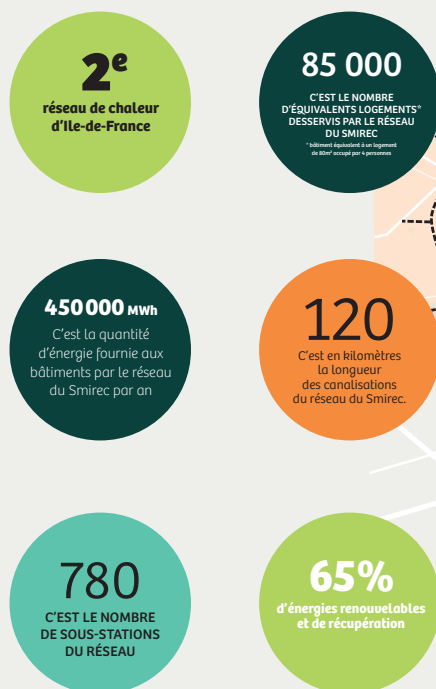 2e
réseau de chaleur
d'Ile-de-France
85 000
C'EST LE NOMBRE
D'ÉQUIVALENTS LOGEMENTS*
DESSERVIS PAR LE RÉSEAU
DU SMIREC
* bâtiment équivalent à un logement
de 80m² occupé par 4 personnes
450 000 MWh
C'est la quantité
d'énergie fournie aux
bâtiments par le réseau
du Smirec par an
120
C'est en kilomètres
la longueur
des canalisations
du réseau du Smirec.
780
C'EST LE NOMBRE
DE SOUS-STATIONS
DU RÉSEAU
65%
d'énergies renouvelables
et de récupération